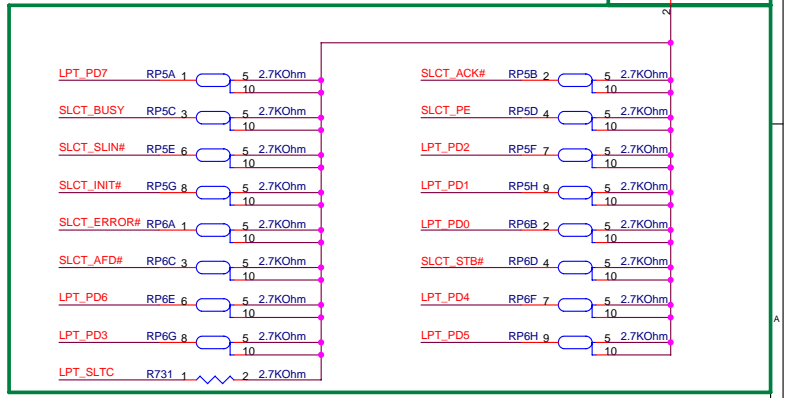 2
LPT_PD7 RP5A 1 5 2.7KOhm 10
SLCT_ACK# RP5B 2 5 2.7KOhm 10
SLCT_BUSY RP5C 3 5 2.7KOhm 10
SLCT_PE RP5D 4 5 2.7KOhm 10
SLCT_SLIN# RP5E 6 5 2.7KOhm 10
LPT_PD2 RP5F 7 5 2.7KOhm 10
SLCT_INIT# RP5G 8 5 2.7KOhm 10
LPT_PD1 RP5H 9 5 2.7KOhm 10
SLCT_ERROR# RP6A 1 5 2.7KOhm 10
LPT_PD0 RP6B 2 5 2.7KOhm 10
SLCT_AFD# RP6C 3 5 2.7KOhm 10
SLCT_STB# RP6D 4 5 2.7KOhm 10
LPT_PD6 RP6E 6 5 2.7KOhm 10
LPT_PD4 RP6F 7 5 2.7KOhm 10
A
LPT_PD3 RP6G 8 5 2.7KOhm 10
LPT_PD5 RP6H 9 5 2.7KOhm 10
LPT_SLTC R731 1 2 2.7KOhm